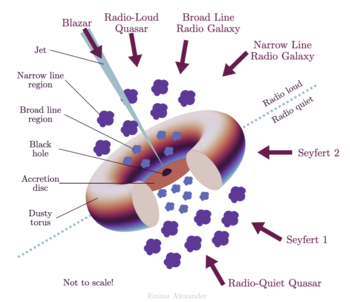 Blazar
Radio-Loud
Quasar
Broad Line
Radio Galaxy
Narrow Line
Radio Galaxy
Jet
Narrow line
region
Broad line
region
Black
hole
Accretion
disc
Dusty
torus
Radio loud
Radio quiet
Seyfert 2
Seyfert 1
Radio-Quiet Quasar
Not to scale!
Emma Alexander